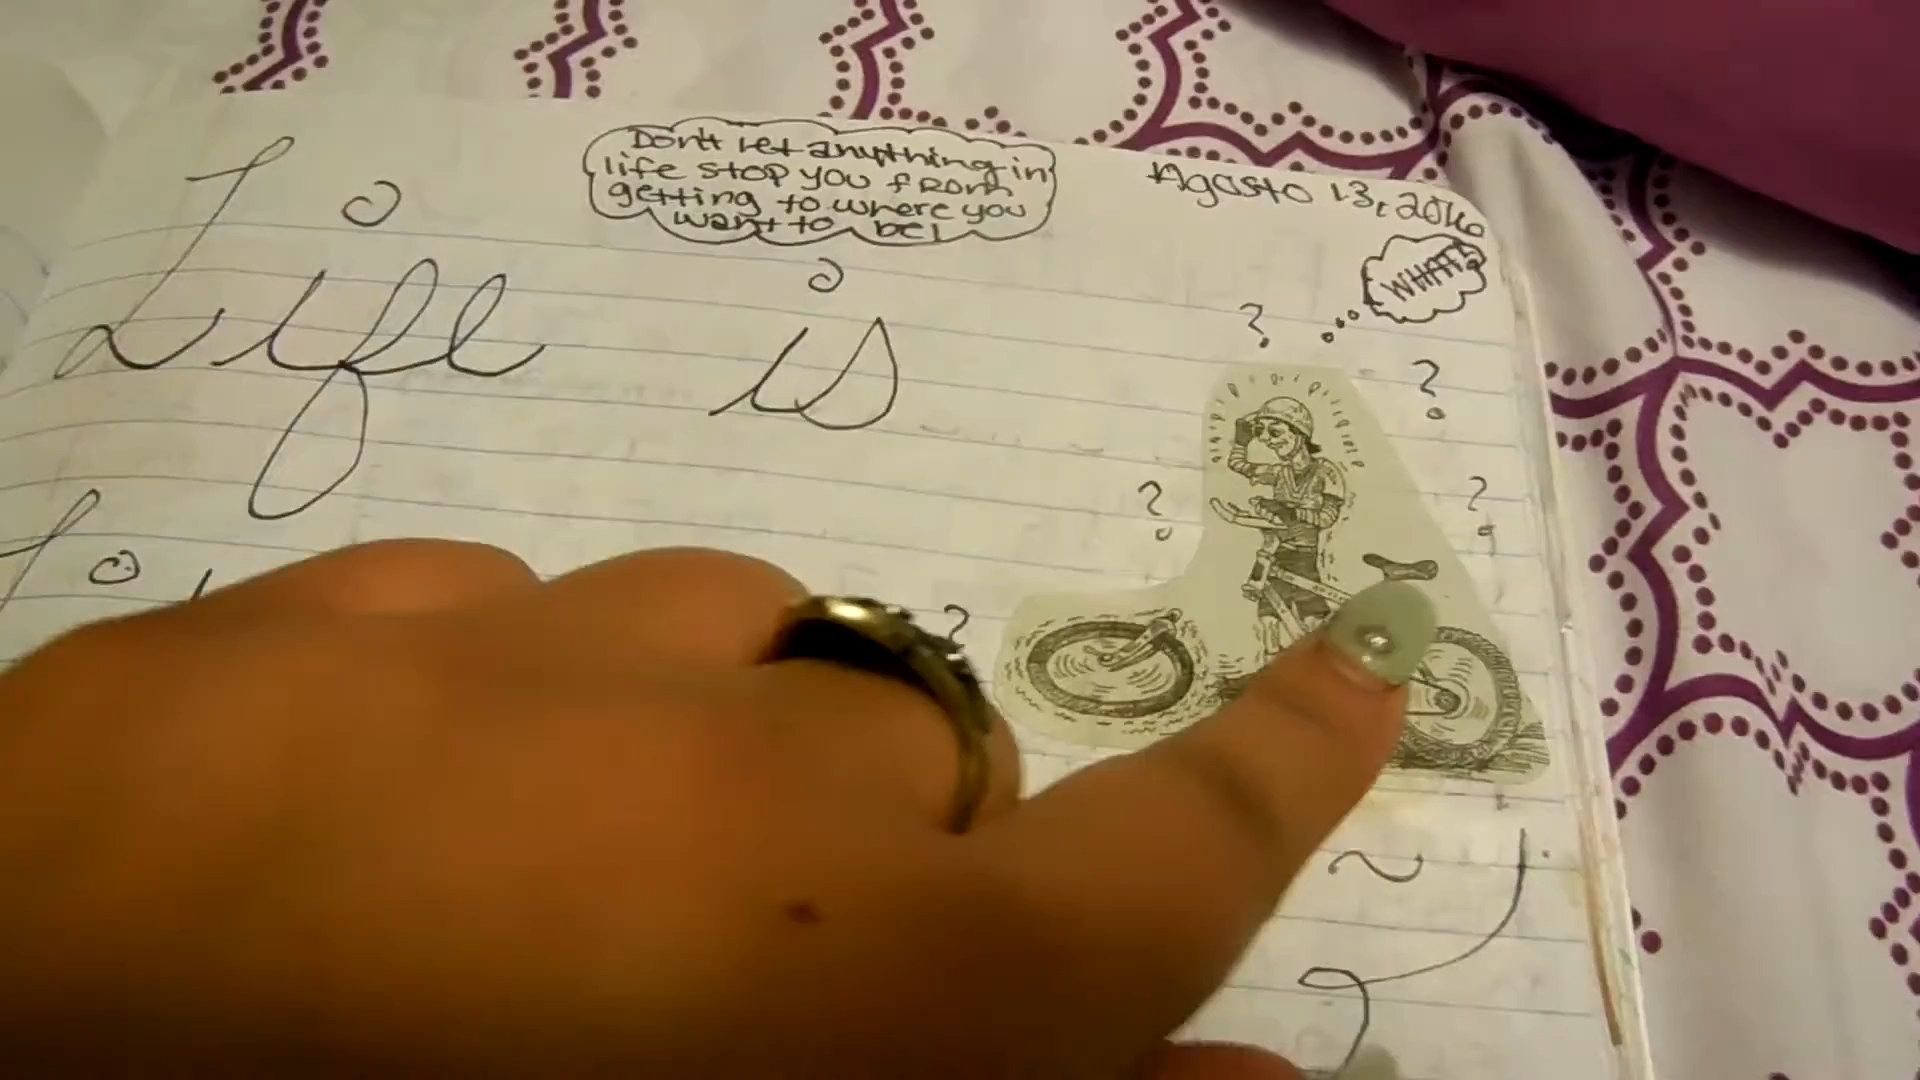 Don't let anything in
life stop you from
getting to where you
want to be!
Agosto 13, 2016
WHAT?
Life is
?
?
?
?
?